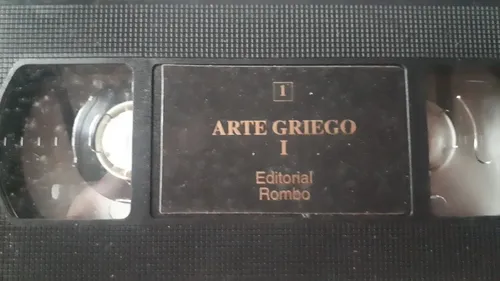 1
ARTE GRIEGO
I
Editorial
Rombo